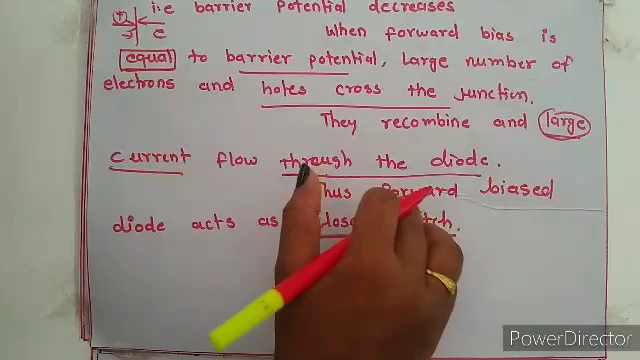 i.e barrier potential decreases
When forward bias is
equal to barrier potential, large number of
electrons and holes cross the junction.
They recombine and large
current flow through the diode.
forward biased
diode acts as
PowerDirector